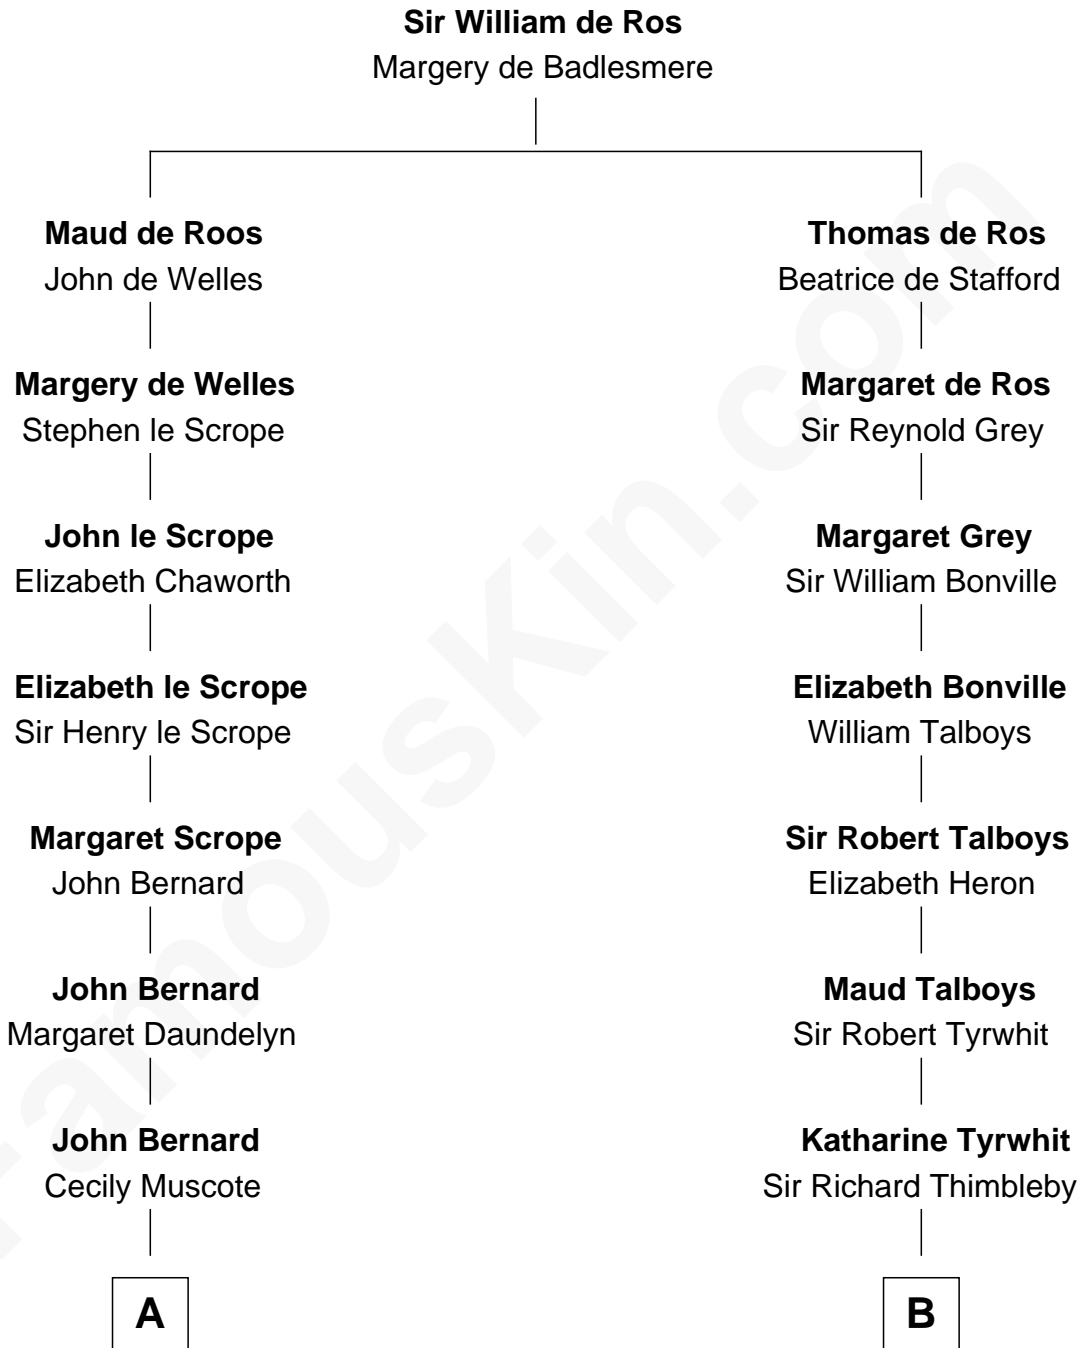 Sir William de Ros
Margery de Badlesmere
Maud de Roos
John de Welles
Margery de Welles
Stephen le Scrope
John le Scrope
Elizabeth Chaworth
Elizabeth le Scrope
Sir Henry le Scrope
Margaret Scrope
John Bernard
John Bernard
Margaret Daundelyn
John Bernard
Cecily Muscote
A
Thomas de Ros
Beatrice de Stafford
Margaret de Ros
Sir Reynold Grey
Margaret Grey
Sir William Bonville
Elizabeth Bonville
William Talboys
Sir Robert Talboys
Elizabeth Heron
Maud Talboys
Sir Robert Tyrwhit
Katharine Tyrwhit
Sir Richard Thimbleby
B
FamousKin.com